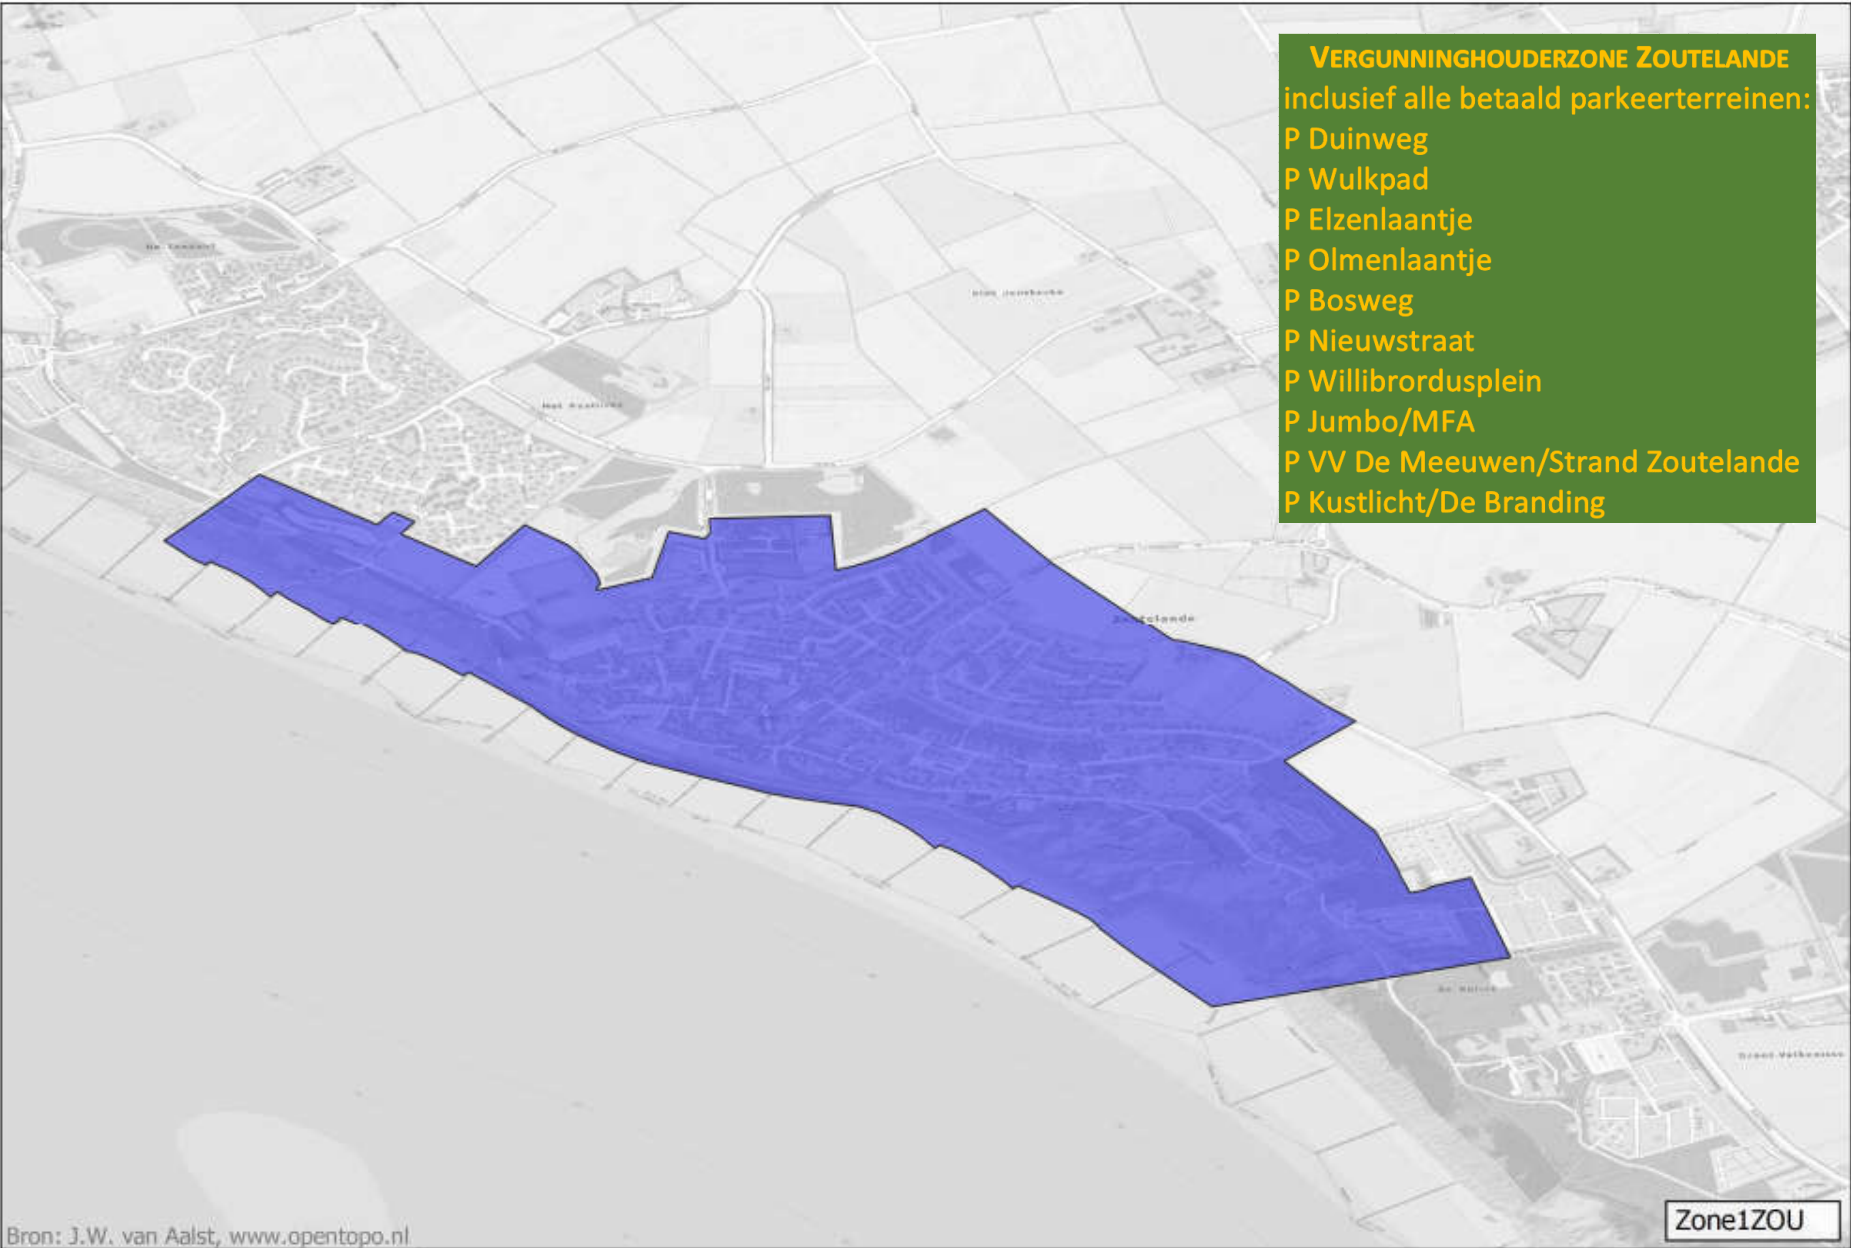 VERGUNNINGHOUDERZONE ZOUTELANDE
inclusief alle betaald parkeerterreinen:
P Duinweg
P Wulkpad
P Elzenlaantje
P Olmenlaantje
P Bosweg
P Nieuwstraat
P Willibrordusplein
P Jumbo/MFA
P VV De Meeuwen/Strand Zoutelande
P Kustlicht/De Branding
Zoutelande
Zone1ZOU
Bron: J.W. van Aalst, www.opentopo.nl